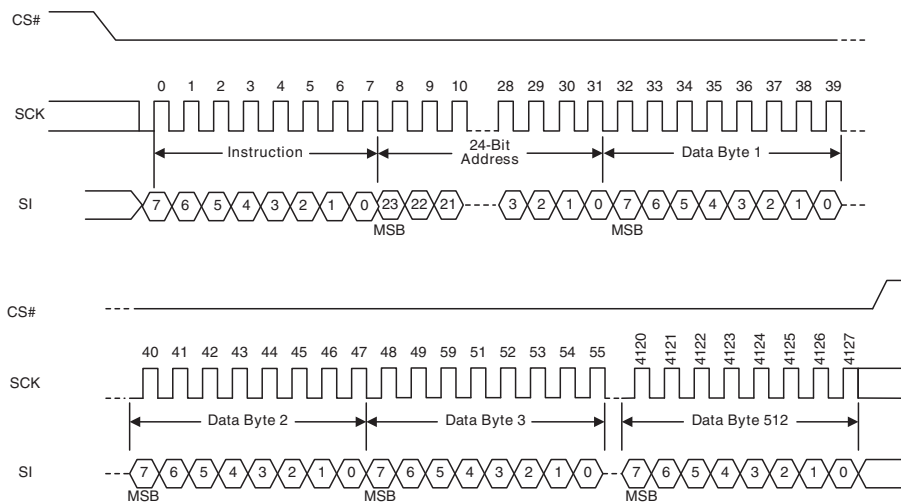 CS#
0 1 2 3 4 5 6 7 8 9 10 28 29 30 31 32 33 34 35 36 37 38 39
SCK
Instruction 24-Bit Address Data Byte 1
SI 7 6 5 4 3 2 1 0 23 22 21 3 2 1 0 7 6 5 4 3 2 1 0
MSB MSB
CS#
40 41 42 43 44 45 46 47 48 49 59 51 52 53 54 55 4120 4121 4122 4123 4124 4125 4126 4127
SCK
Data Byte 2 Data Byte 3 Data Byte 512
SI 7 6 5 4 3 2 1 0 7 6 5 4 3 2 1 0 7 6 5 4 3 2 1 0
MSB MSB MSB